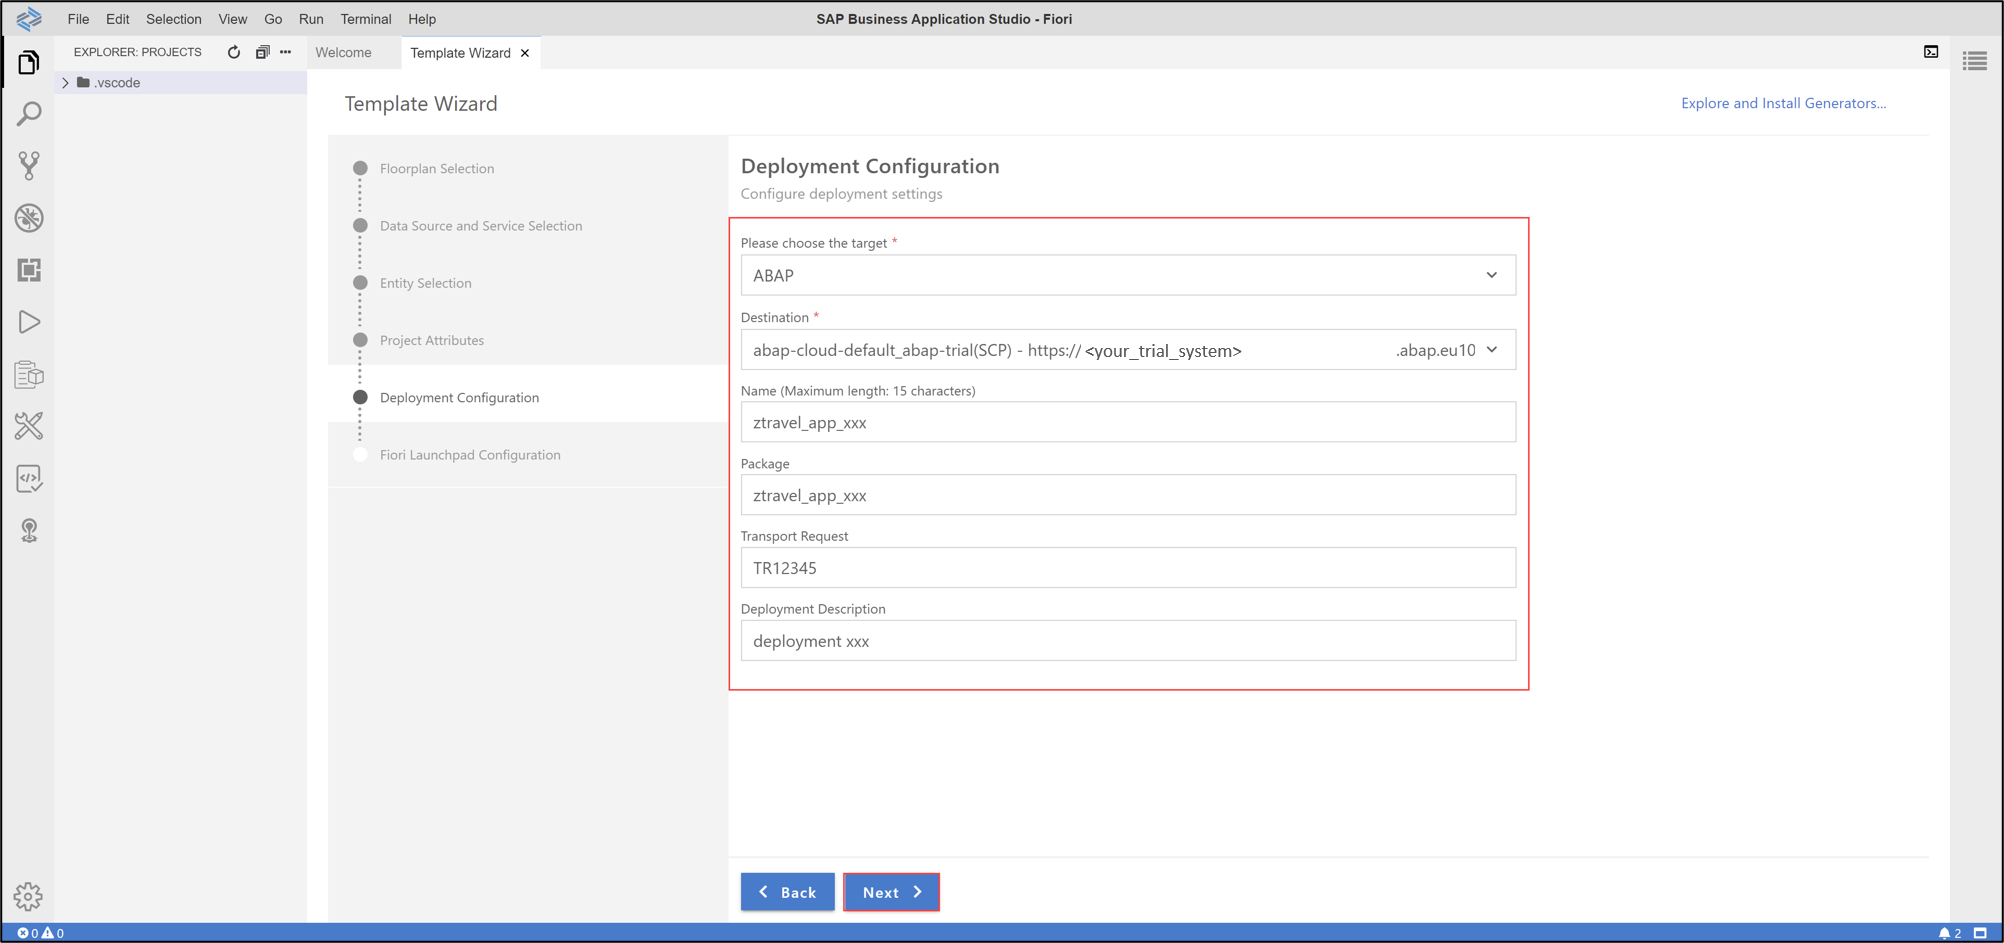 File Edit Selection View Go Run Terminal Help
SAP Business Application Studio - Fiori
EXPLORER: PROJECTS
Welcome
Template Wizard
.vscode
Template Wizard
Explore and Install Generators...
Floorplan Selection
Data Source and Service Selection
Entity Selection
Project Attributes
Deployment Configuration
Fiori Launchpad Configuration
Deployment Configuration
Configure deployment settings
Please choose the target *
ABAP
Destination *
abap-cloud-default_abap-trial(SCP) - https:// <your_trial_system> .abap.eu10
Name (Maximum length: 15 characters)
ztravel_app_xxx
Package
ztravel_app_xxx
Transport Request
TR12345
Deployment Description
deployment xxx
Back
Next
0 0
2